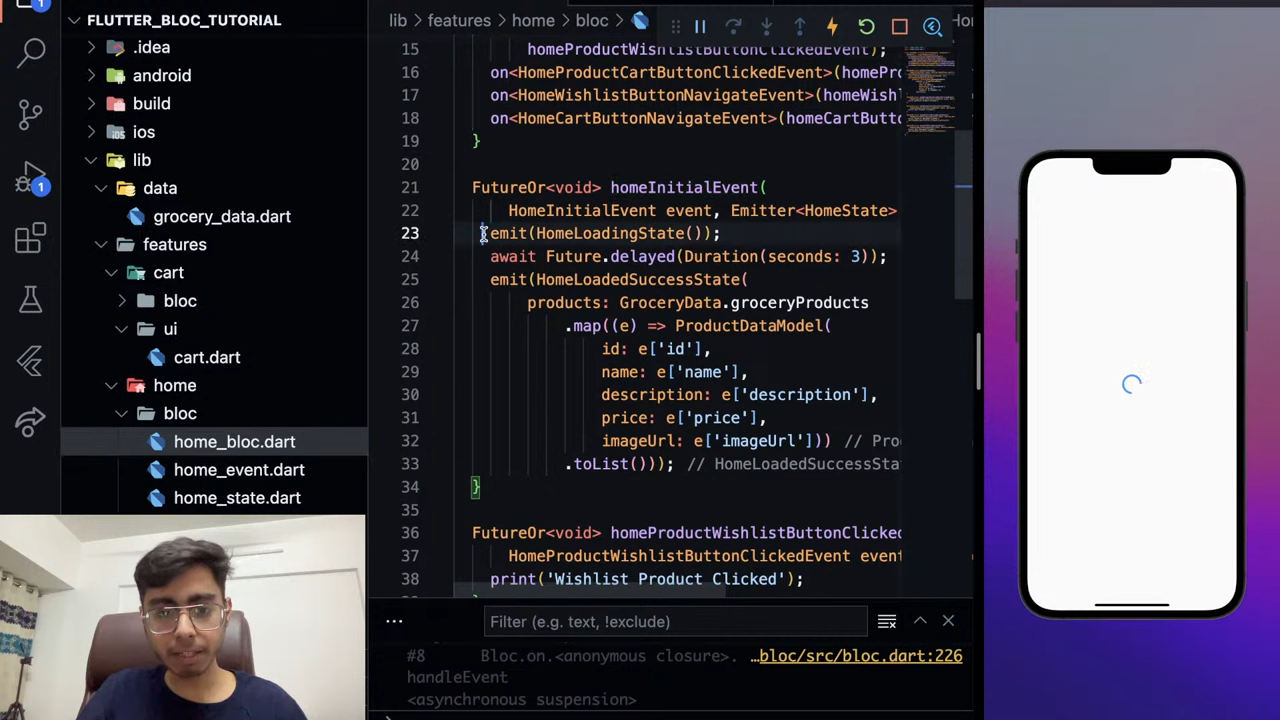 FLUTTER_BLOC_TUTORIAL
.idea
android
build
ios
lib
data
grocery_data.dart
features
cart
bloc
ui
cart.dart
home
bloc
home_bloc.dart
home_event.dart
home_state.dart
1
lib > features > home > bloc >
15 homeProductWishlistButtonClickedEvent);
16 on<HomeProductCartButtonClickedEvent>(homePro
17 on<HomeWishlistButtonNavigateEvent>(homeWish
18 on<HomeCartButtonNavigateEvent>(homeCartButto
19 }
20
21 FutureOr<void> homeInitialEvent(
22 HomeInitialEvent event, Emitter<HomeState>
23 emit(HomeLoadingState());
24 await Future.delayed(Duration(seconds: 3));
25 emit(HomeLoadedSuccessState(
26 products: GroceryData.groceryProducts
27 .map((e) => ProductDataModel(
28 id: e['id'],
29 name: e['name'],
30 description: e['description'],
31 price: e['price'],
32 imageUrl: e['imageUrl'])) // Pro
33 .toList())); // HomeLoadedSuccessSta
34 }
35
36 FutureOr<void> homeProductWishlistButtonClicked
37 HomeProductWishlistButtonClickedEvent event
38 print('Wishlist Product Clicked');
Filter (e.g. text, !exclude)
#8 Bloc.on.<anonymous closure>. …bloc/src/bloc.dart:226
handleEvent
<asynchronous suspension>